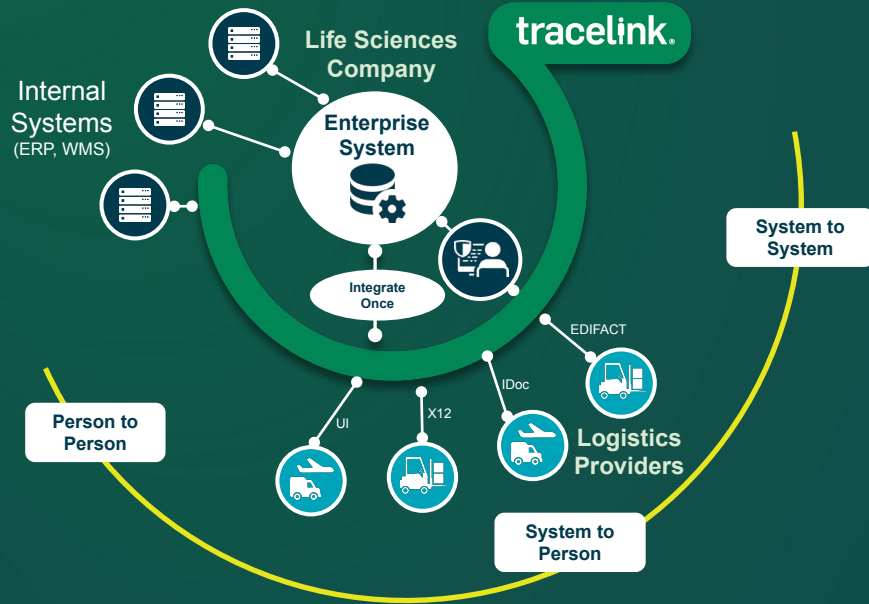 tracelink®
Life Sciences
Company
Internal
Systems
(ERP, WMS)
Enterprise
System
System to
System
Integrate
Once
EDIFACT
IDoc
X12
UI
Person to
Person
Logistics
Providers
System to
Person